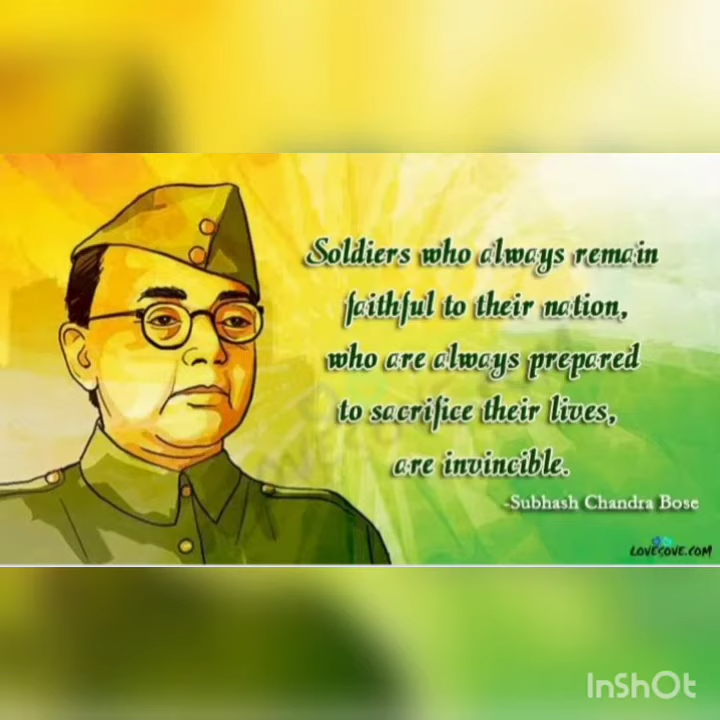 Soldiers who always remain
faithful to their nation,
who are always prepared
to sacrifice their lives,
are invincible.
-Subhash Chandra Bose
LOVESOVE.COM
InShOt